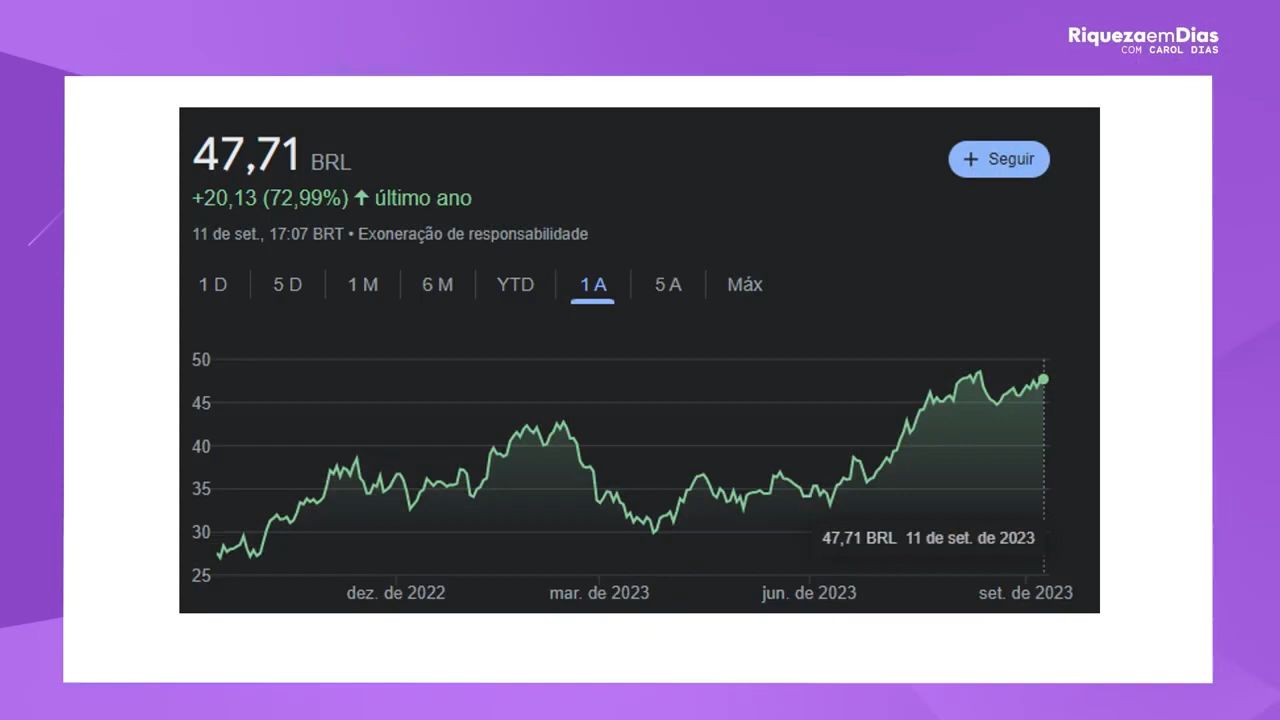 RiquezaemDias
COM CAROL DIAS
47,71 BRL
+ Seguir
+20,13 (72,99%) ↑ último ano
11 de set., 17:07 BRT • Exoneração de responsabilidade
1 D 5 D 1 M 6 M YTD 1 A 5 A Máx
50
45
40
35
30
47,71 BRL 11 de set. de 2023
25
dez. de 2022 mar. de 2023 jun. de 2023 set. de 2023